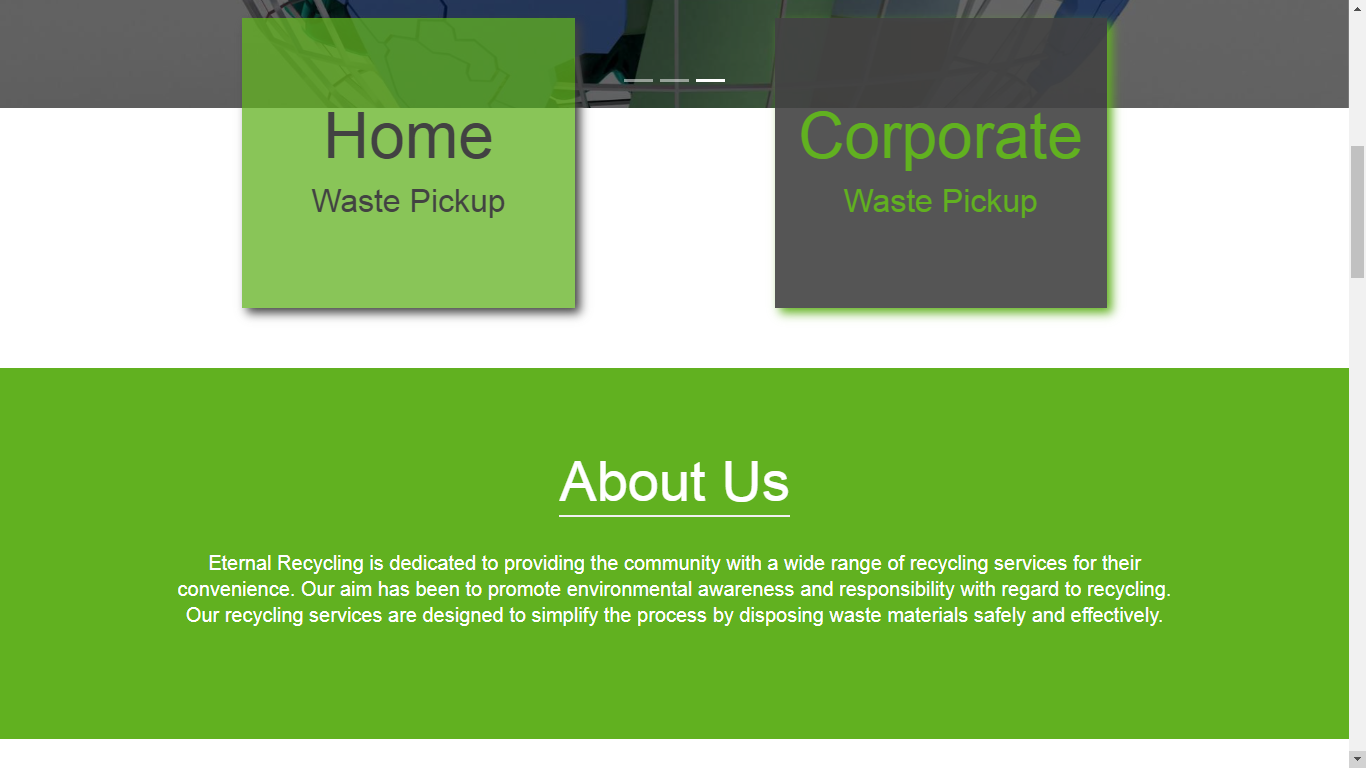 Home
Waste Pickup
Corporate
Waste Pickup
About Us
Eternal Recycling is dedicated to providing the community with a wide range of recycling services for their
convenience. Our aim has been to promote environmental awareness and responsibility with regard to recycling.
Our recycling services are designed to simplify the process by disposing waste materials safely and effectively.